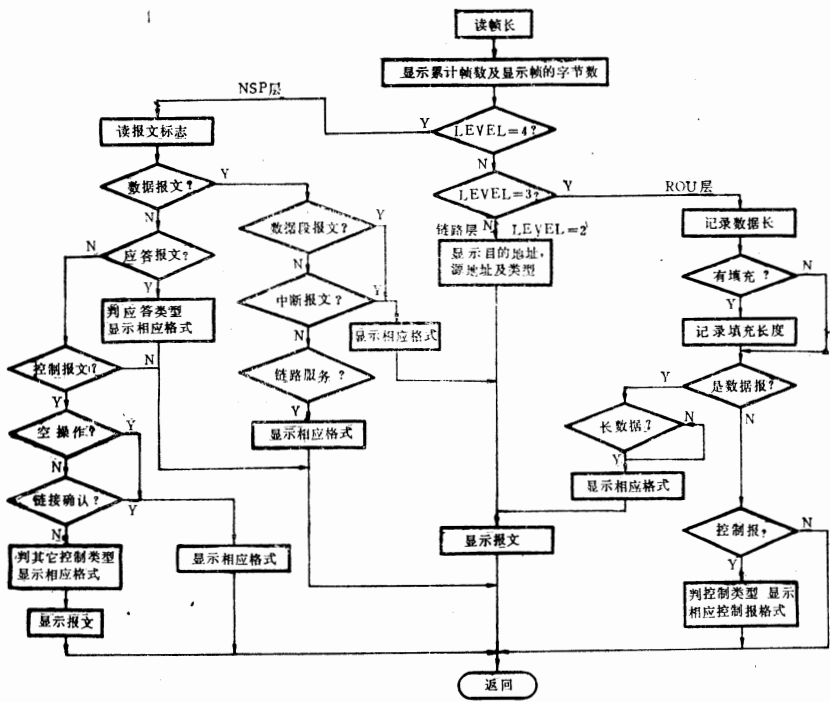 读帧长
显示累计帧数及显示帧的字节数
NSP层
Y
LEVEL=4?
读报文标志
N
数据报文?
Y
LEVEL=3?
Y
ROU层
N
数据段报文?
Y
链路层
N
LEVEL=2
记录数据长
N
应答报文?
N
显示目的地址,
源地址及类型
有填充?
N
Y
中断报文?
Y
Y
判应答类型
显示相应格式
N
显示相应格式
记录填充长度
控制报文?
N
链路服务?
Y
是数据报?
Y
Y
长数据?
N
N
空操作?
Y
显示相应格式
Y
N
显示相应格式
链接确认?
Y
控制报?
N
N
显示报文
判其它控制类型
显示相应格式
显示相应格式
Y
判控制类型 显示
相应控制报格式
显示报文
返回